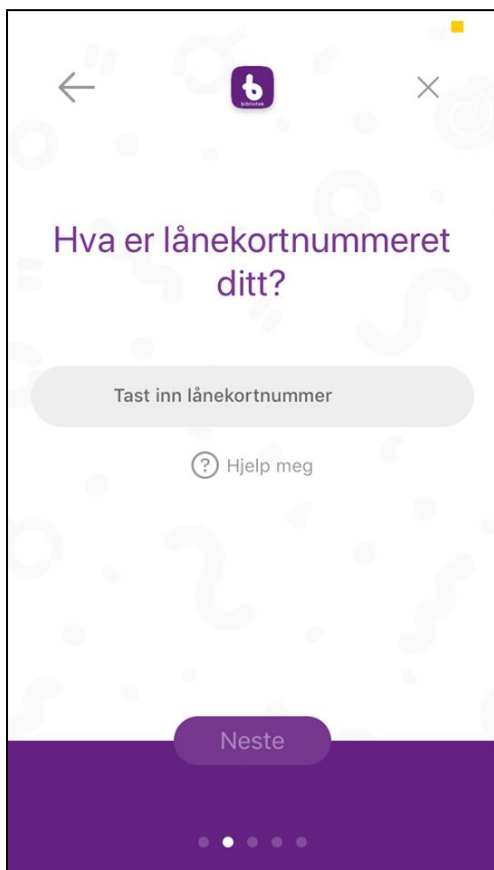 bibliotek
Hva er lånekortnummeret
ditt?
Tast inn lånekortnummer
? Hjelp meg
Neste